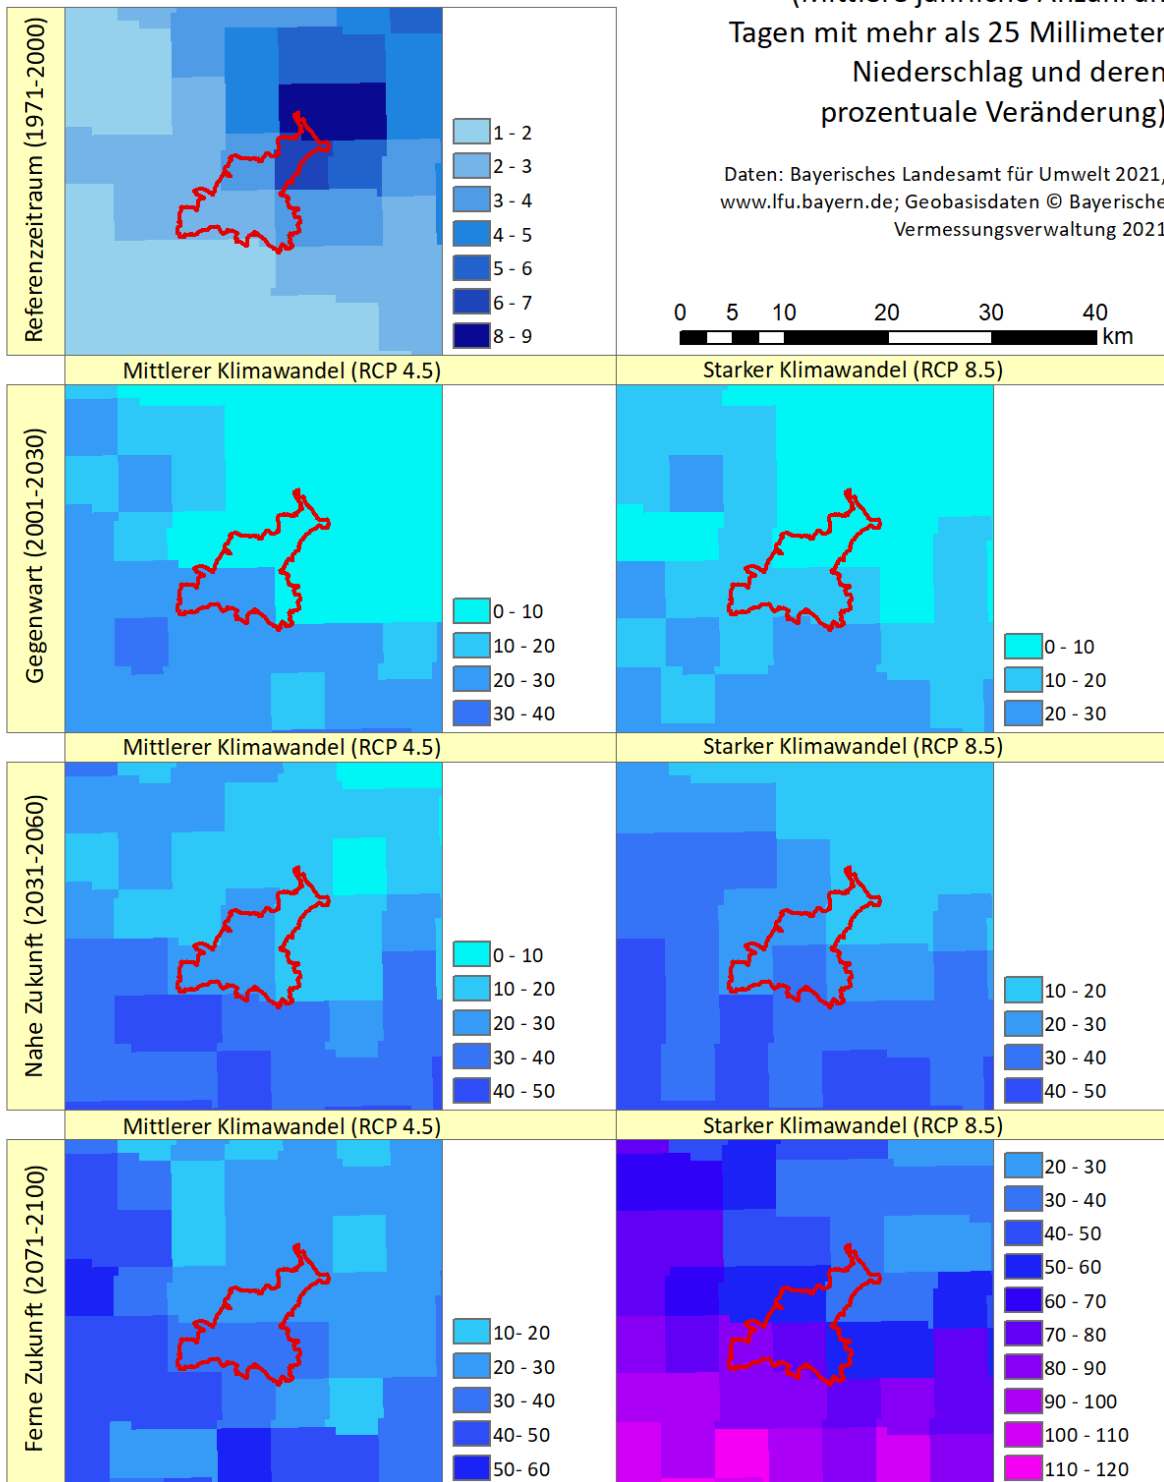 (Mittlere jährliche Anzahl an
Tagen mit mehr als 25 Millimeter
Niederschlag und deren
prozentuale Veränderung)
Daten: Bayerisches Landesamt für Umwelt 2021,
www.lfu.bayern.de; Geobasisdaten © Bayerische
Vermessungsverwaltung 2021
0 5 10 20 30 40
km
Referenzzeitraum (1971-2000)
1 - 2
2 - 3
3 - 4
4 - 5
5 - 6
6 - 7
8 - 9
Mittlerer Klimawandel (RCP 4.5)
Starker Klimawandel (RCP 8.5)
Gegenwart (2001-2030)
0 - 10
10 - 20
20 - 30
30 - 40
0 - 10
10 - 20
20 - 30
Mittlerer Klimawandel (RCP 4.5)
Starker Klimawandel (RCP 8.5)
Nahe Zukunft (2031-2060)
0 - 10
10 - 20
20 - 30
30 - 40
40 - 50
10 - 20
20 - 30
30 - 40
40 - 50
Mittlerer Klimawandel (RCP 4.5)
Starker Klimawandel (RCP 8.5)
Ferne Zukunft (2071-2100)
10- 20
20 - 30
30 - 40
40- 50
50- 60
20 - 30
30 - 40
40- 50
50- 60
60 - 70
70 - 80
80 - 90
90 - 100
100 - 110
110 - 120